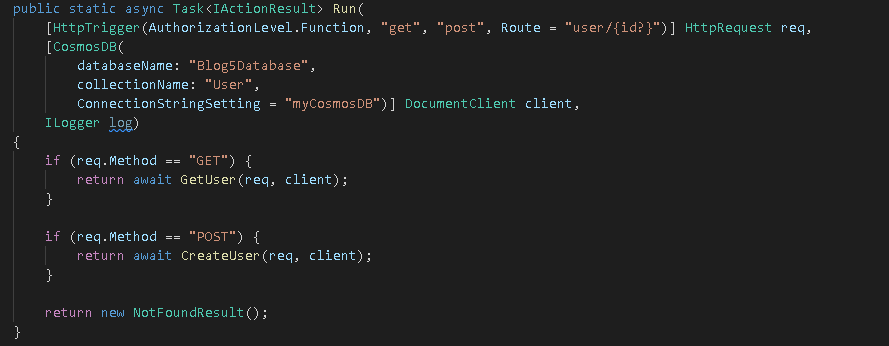 public static async Task<IActionResult> Run(
    [HttpTrigger(AuthorizationLevel.Function, "get", "post", Route = "user/{id?}")] HttpRequest req,
    [CosmosDB(
        databaseName: "Blog5Database",
        collectionName: "User",
        ConnectionStringSetting = "myCosmosDB")] DocumentClient client,
    ILogger log)
{
    if (req.Method == "GET") {
        return await GetUser(req, client);
    }

    if (req.Method == "POST") {
        return await CreateUser(req, client);
    }

    return new NotFoundResult();
}